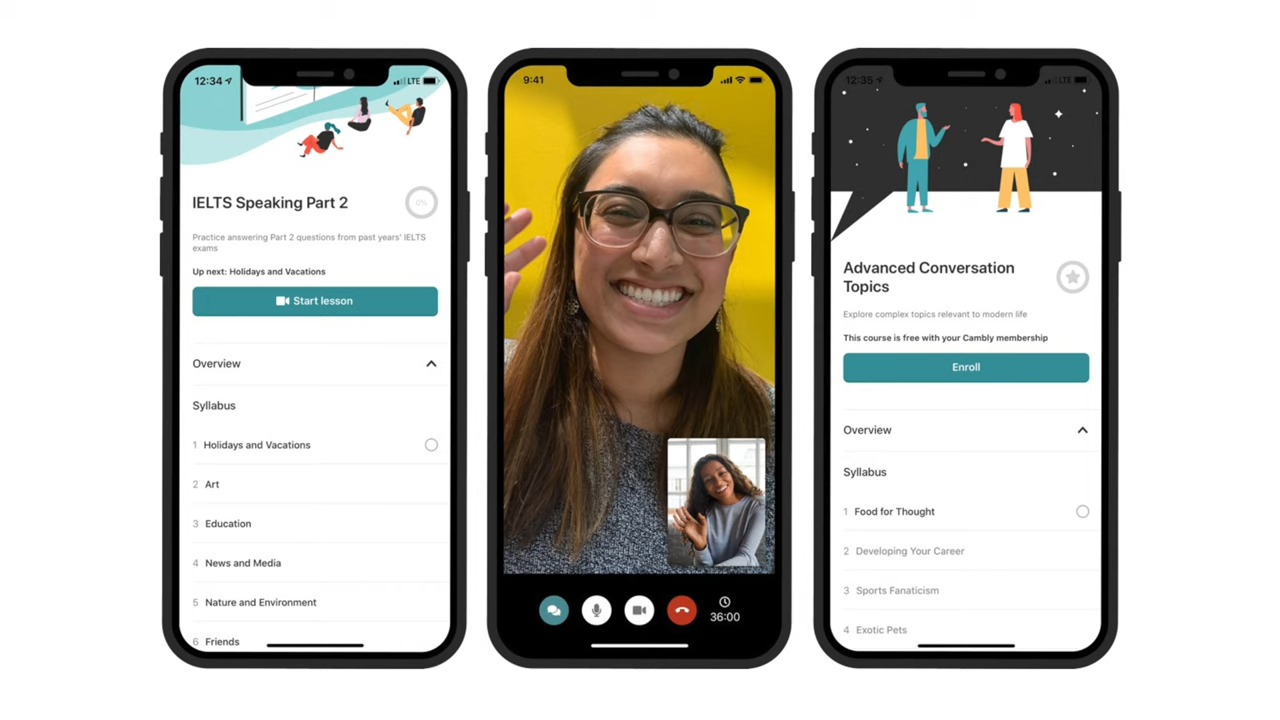 12:34
LTE
IELTS Speaking Part 2
0%
Practice answering Part 2 questions from past years' IELTS
exams
Up next: Holidays and Vacations
Start lesson
Overview
Syllabus
1 Holidays and Vacations
2 Art
3 Education
4 News and Media
5 Nature and Environment
6 Friends
9:41
36:00
12:35
LTE
Advanced Conversation
Topics
Explore complex topics relevant to modern life
This course is free with your Cambly membership
Enroll
Overview
Syllabus
1 Food for Thought
2 Developing Your Career
3 Sports Fanaticism
4 Exotic Pets